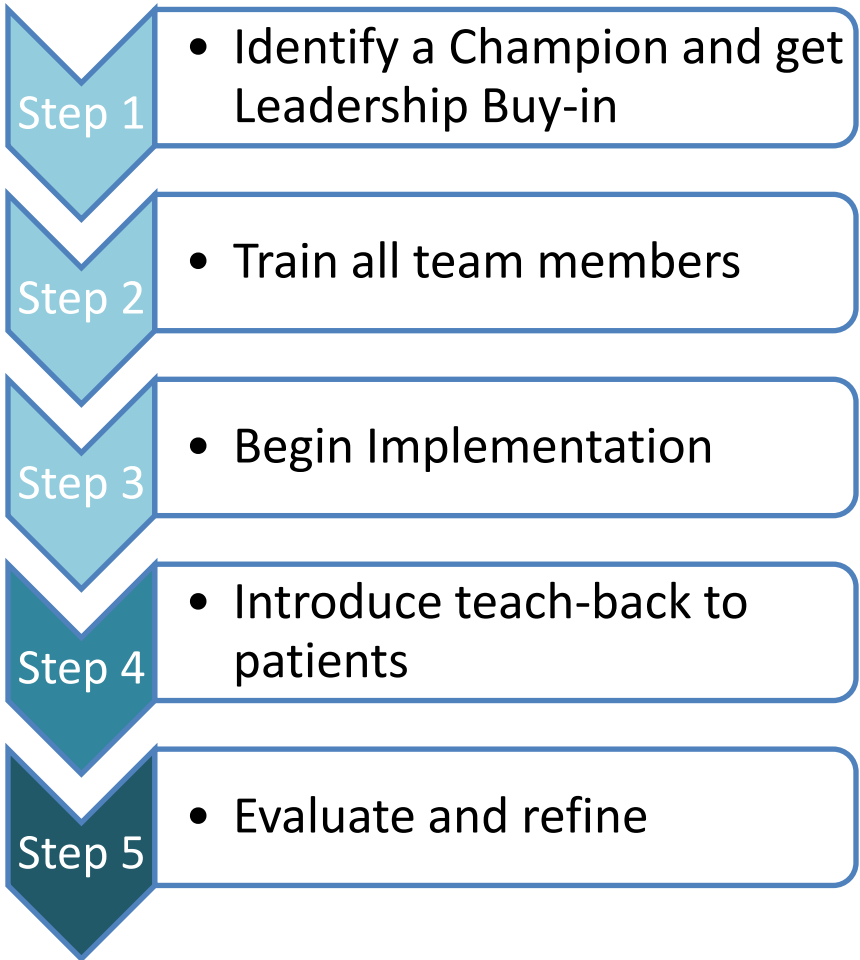 Step 1
• Identify a Champion and get
Leadership Buy-in
Step 2
• Train all team members
Step 3
• Begin Implementation
Step 4
• Introduce teach-back to
patients
Step 5
• Evaluate and refine